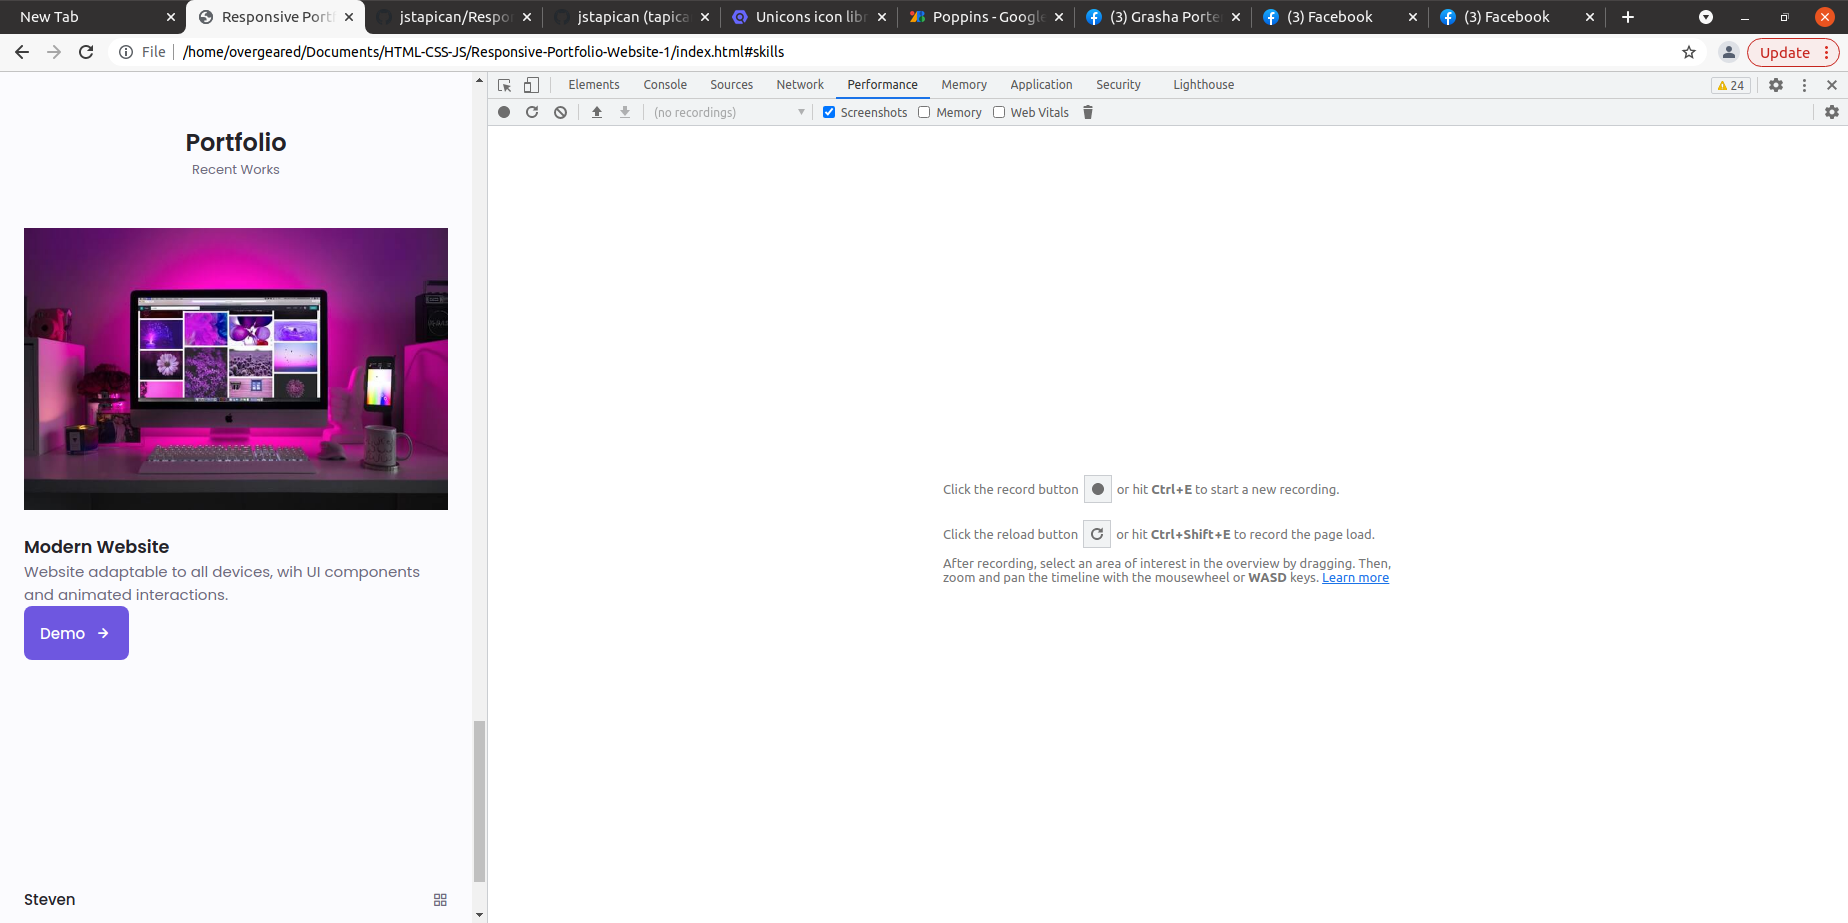 New Tab
Responsive Portf
jstapican/Respo
jstapican (tapica
Unicons icon libr
Poppins - Google
(3) Grasha Porte
(3) Facebook
(3) Facebook
File
/home/overgeared/Documents/HTML-CSS-JS/Responsive-Portfolio-Website-1/index.html#skills
Update
Elements Console Sources Network Performance Memory Application Security Lighthouse
24
(no recordings)
Screenshots Memory Web Vitals
Portfolio
Recent Works
Modern Website
Website adaptable to all devices, wih UI components
and animated interactions.
Demo
Steven
Click the record button or hit Ctrl+E to start a new recording.
Click the reload button or hit Ctrl+Shift+E to record the page load.
After recording, select an area of interest in the overview by dragging. Then,
zoom and pan the timeline with the mousewheel or WASD keys. Learn more